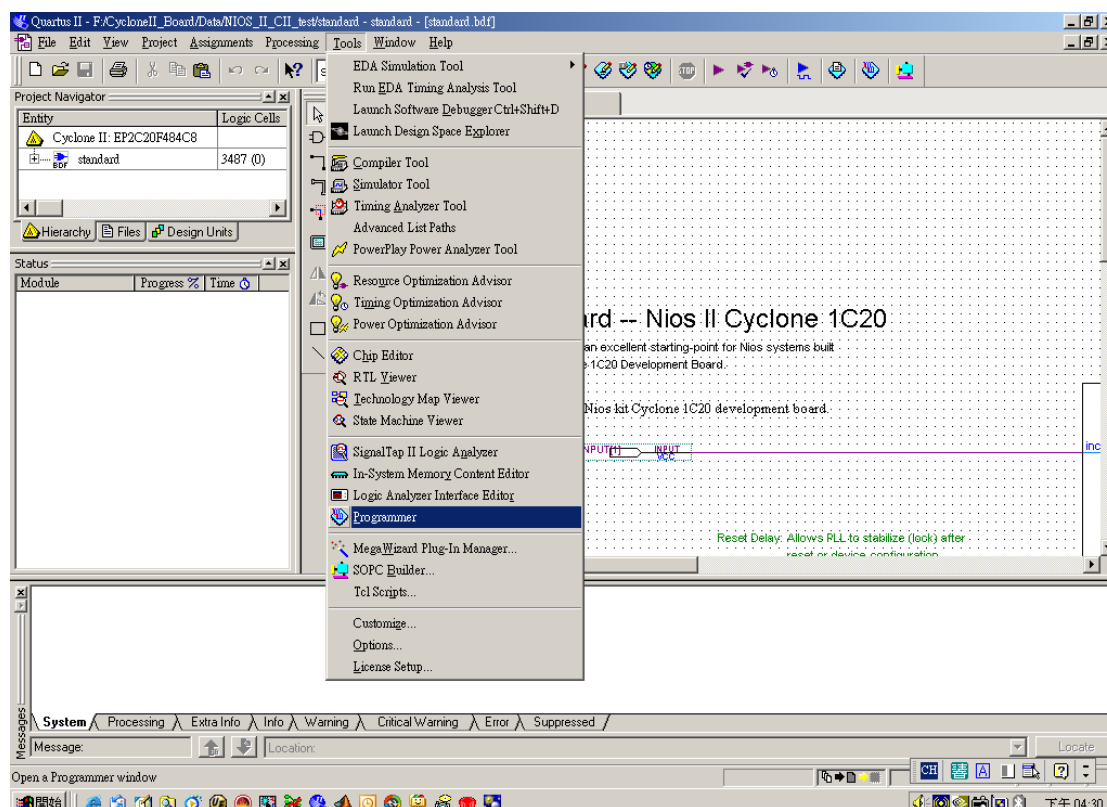 Quartus II - F:/CycloneII_Board/Data/NIOS_II_CII_test/standard - standard - [standard.bdf]
File Edit View Project Assignments Processing Tools Window Help
Project Navigator
Entity Logic Cells
Cyclone II: EP2C20F484C8
BDF standard 3487 (0)
Hierarchy Files Design Units
Status
Module Progress % Time
EDA Simulation Tool
Run EDA Timing Analysis Tool
Launch Software Debugger Ctrl+Shift+D
Launch Design Space Explorer
Compiler Tool
Simulator Tool
Timing Analyzer Tool
Advanced List Paths
PowerPlay Power Analyzer Tool
Resource Optimization Advisor
Timing Optimization Advisor
Power Optimization Advisor
Chip Editor
RTL Viewer
Technology Map Viewer
State Machine Viewer
SignalTap II Logic Analyzer
In-System Memory Content Editor
Logic Analyzer Interface Editor
Programmer
MegaWizard Plug-In Manager...
SOPC Builder...
Tcl Scripts...
Customize...
Options...
License Setup...
rd -- Nios II Cyclone 1C20
an excellent starting-point for Nios systems built
1C20 Development Board.
Nios kit Cyclone 1C20 development board.
NPUT[1] INPUT
VCC
inc
Reset Delay: Allows PLL to stabilize (lock) after
reset or device configuration
Messages
System Processing Extra Info Info Warning Critical Warning Error Suppressed
Message: Location: Locate
Open a Programmer window
CH A
開始 下午 04:30